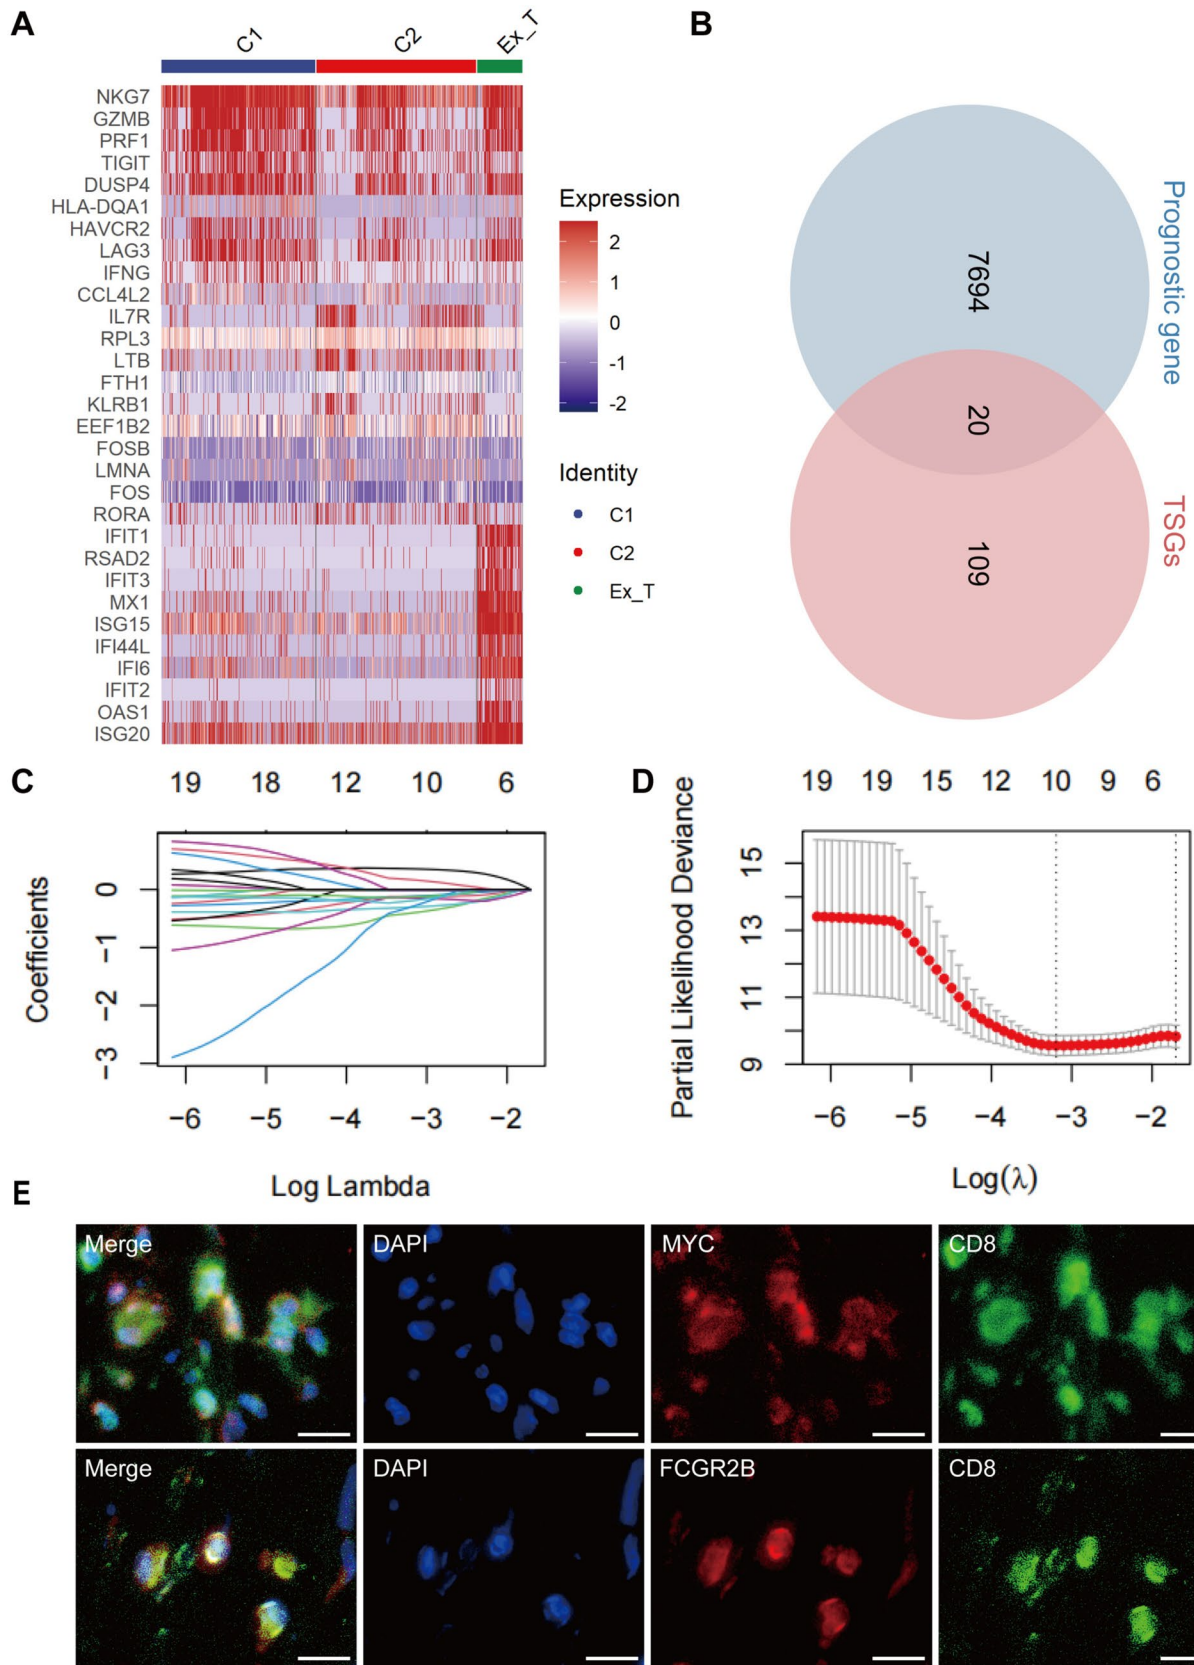 A
C1 C2 Ex_T
NKG7
GZMB
PRF1
TIGIT
DUSP4
HLA-DQA1
HAVCR2
LAG3
IFNG
CCL4L2
IL7R
RPL3
LTB
FTH1
KLRB1
EEF1B2
FOSB
LMNA
FOS
RORA
IFIT1
RSAD2
IFIT3
MX1
ISG15
IFI44L
IFI6
IFIT2
OAS1
ISG20
Expression
2
1
0
-1
-2
Identity
C1
C2
Ex_T
B
7694
20
109
Prognostic gene
TSGs
C
19 18 12 10 6
Coefficients
0
−1
−2
−3
−6 −5 −4 −3 −2
Log Lambda
D
19 19 15 12 10 9 6
Partial Likelihood Deviance
15
13
11
9
−6 −5 −4 −3 −2
Log(λ)
E
Merge DAPI MYC CD8
Merge DAPI FCGR2B CD8